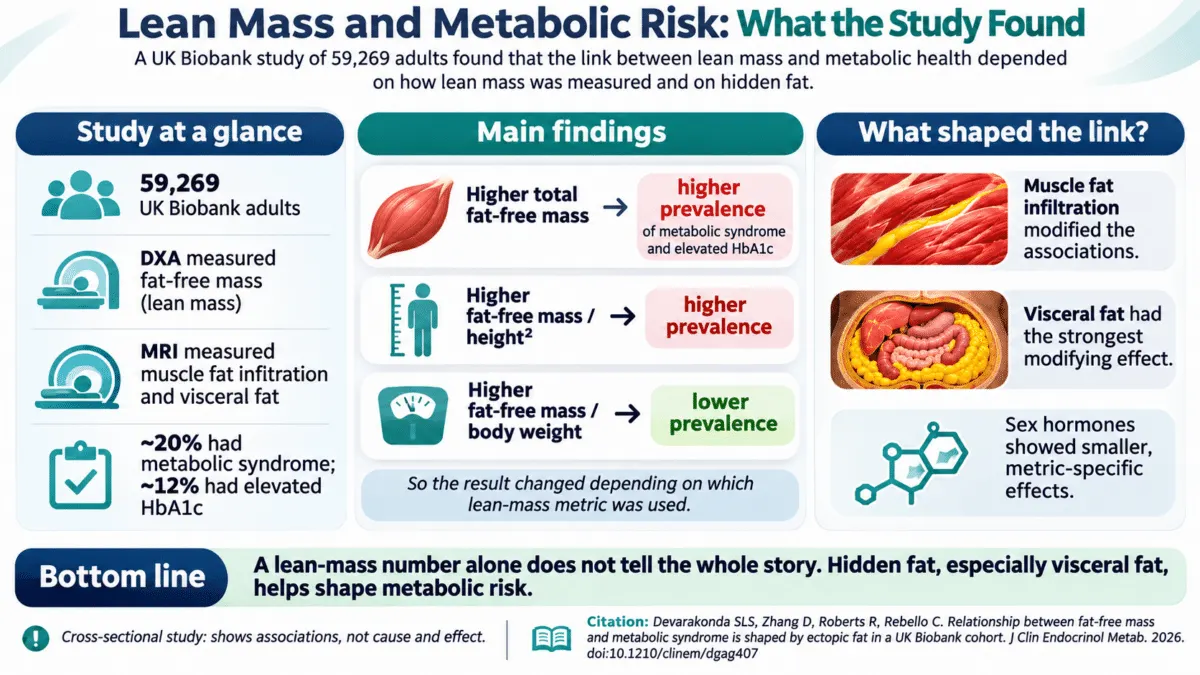 Lean Mass and Metabolic Risk: What the Study Found
A UK Biobank study of 59,269 adults found that the link between lean mass and metabolic health depended
on how lean mass was measured and on hidden fat.
Study at a glance
59,269
UK Biobank adults
DXA measured
fat-free mass
(lean mass)
MRI measured
muscle fat infitration
and visceral fat
~20% had
metabolic syndrome;
~12% had elevated
HbA1c
Main findings
Higher total
fat-free mass
higher
prevalence
of metabolic syndrome
and elevated HbA1c
Higher
fat-free mass /
height²
higher
prevalence
Higher
fat-free mass /
body weight
lower
prevalence
So the result changed depending on which
lean-mass metric was used.
What shaped the link?
Muscle fat
infiltration
modified the
associations.
Visceral fat had
the strongest
modifying effect.
Sex hormones
showed smaller,
metric-specific
effects.
Bottom line
A lean-mass number alone does not tell the whole story. Hidden fat, especially visceral fat,
helps shape metabolic risk.
Cross-sectional study: shows associations, not cause and effect.
Citation: Devarakonda SLS, Zhang D, Roberts R, Rebello C. Relationship between fat-free mass
and metabolic syndrome is shaped by ectopic fat in a UK Biobank cohort. J Clin Endocrinol Metab. 2026.
doi:10.1210/clinem/dgag407